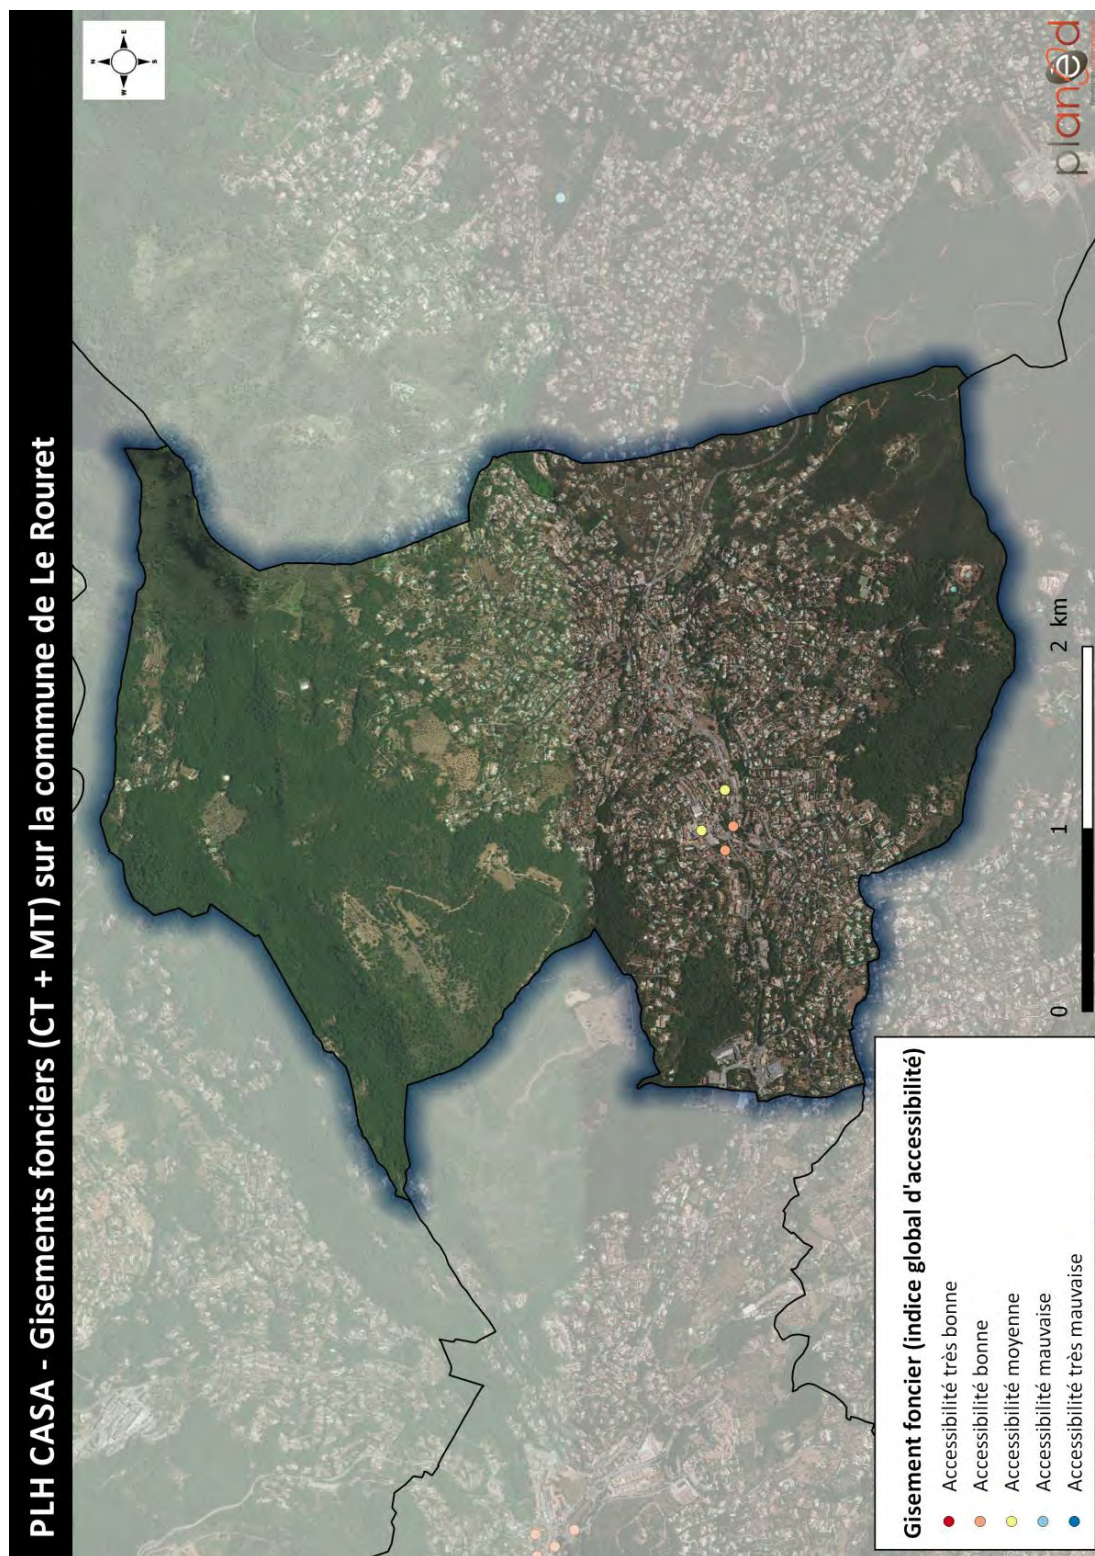 PLH CASA - Gisements fonciers (CT + MT) sur la commune de Le Rouret
N
E
S
W
planèd
Gisement foncier (indice global d'accessibilité)
Accessibilité très bonne
Accessibilité bonne
Accessibilité moyenne
Accessibilité mauvaise
Accessibilité très mauvaise
0 1 2 km